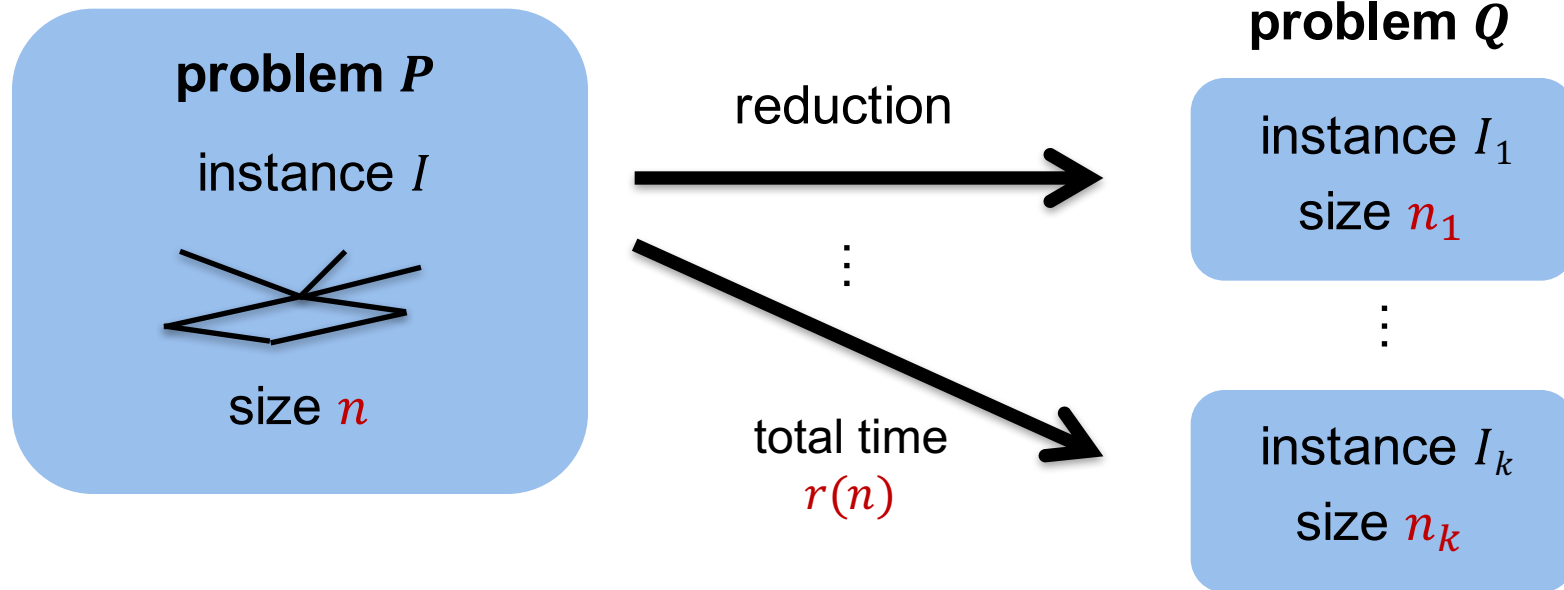 problem P
instance I
size n
reduction
⋮
total time
r(n)
problem Q
instance I₁
size n₁
⋮
instance Iₖ
size nₖ